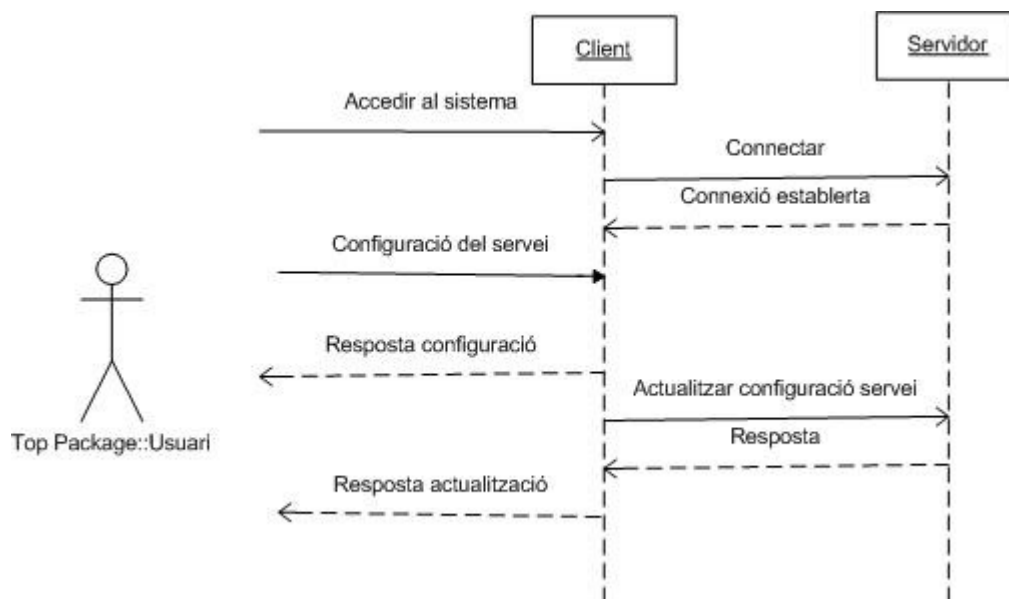 Client
Servidor
Accedir al sistema
Connectar
Connexió establerta
Configuració del servei
Resposta configuració
Actualitzar configuració servei
Top Package::Usuari
Resposta
Resposta actualització